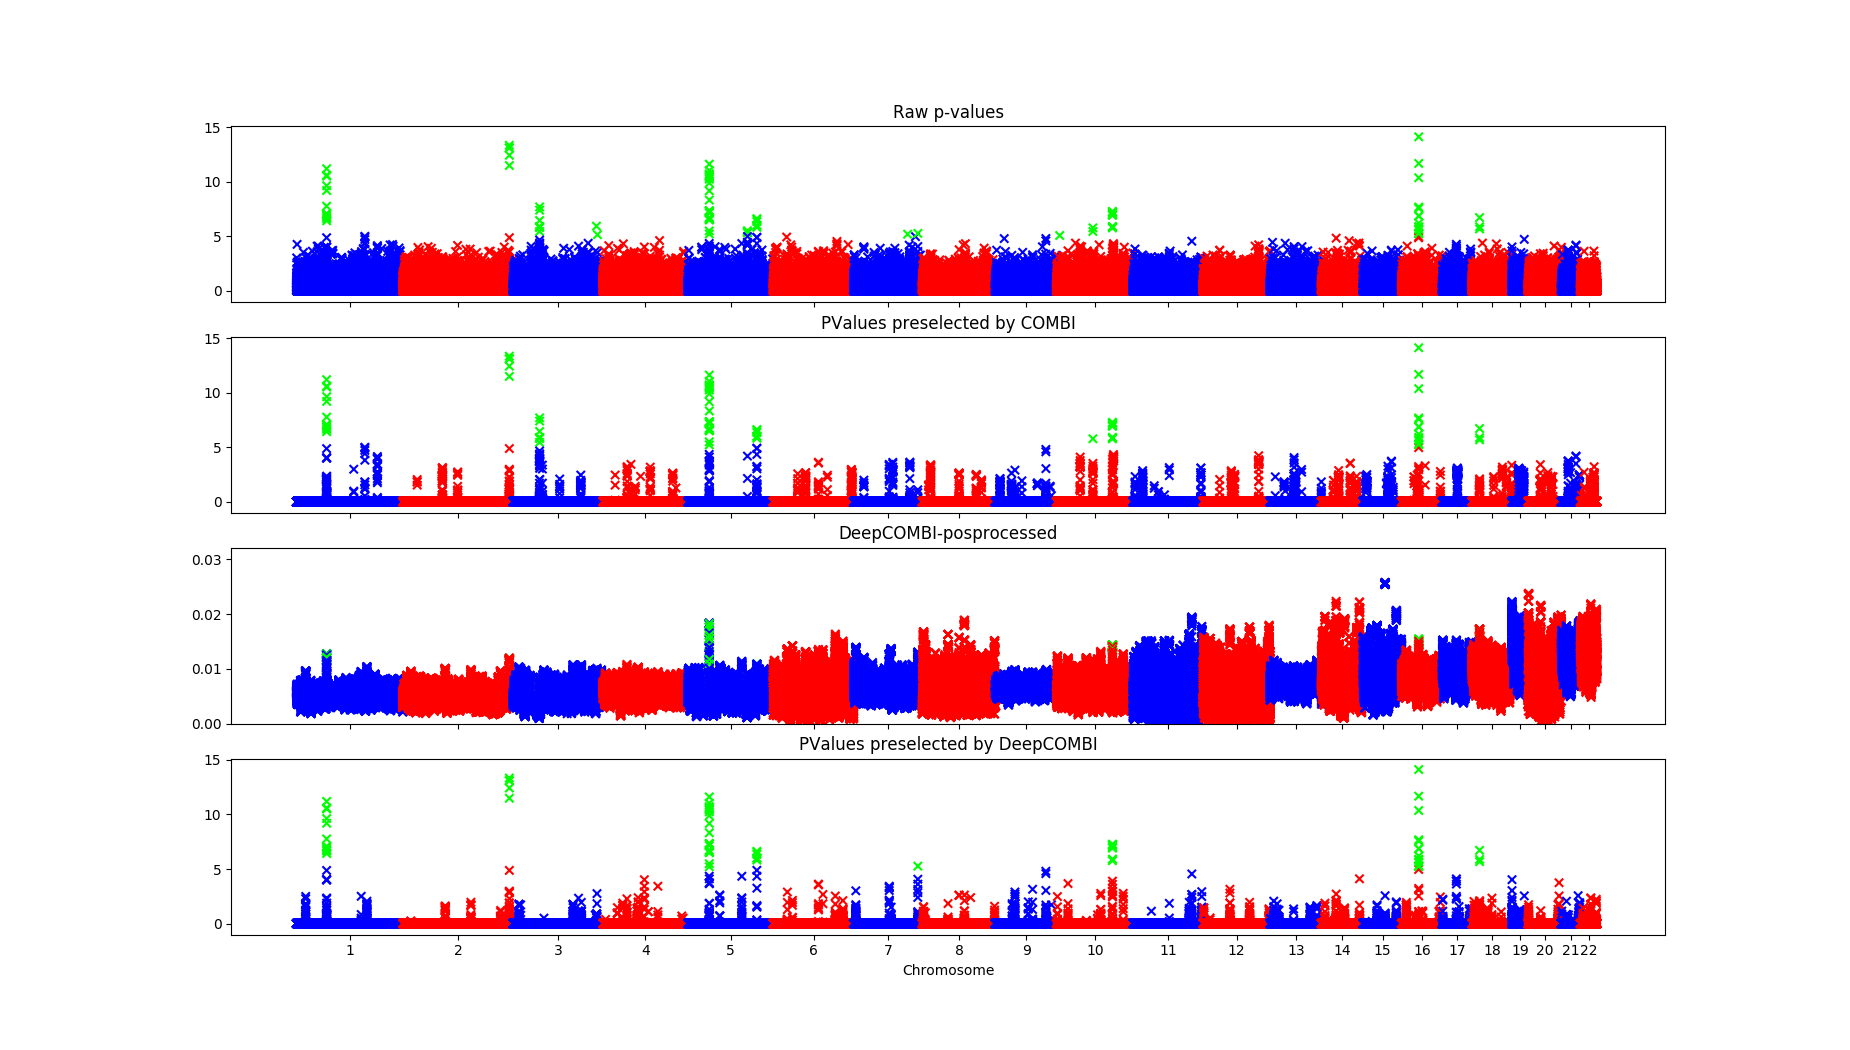 Raw p-values
15
10
5
0
PValues preselected by COMBI
15
10
5
0
DeepCOMBI-posprocessed
0.03
0.02
0.01
0.00
PValues preselected by DeepCOMBI
15
10
5
0
1 2 3 4 5 6 7 8 9 10 11 12 13 14 15 16 17 18 19 20 21 22
Chromosome